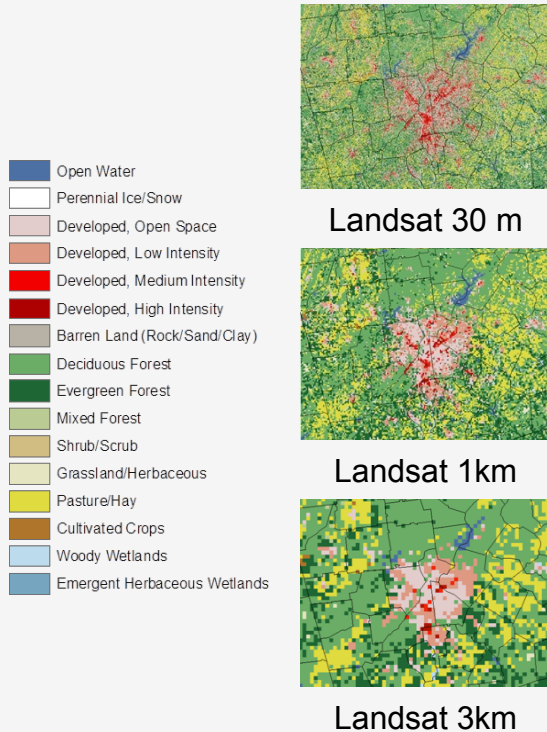 Open Water
Perennial Ice/Snow
Developed, Open Space
Developed, Low Intensity
Developed, Medium Intensity
Developed, High Intensity
Barren Land (Rock/Sand/Clay)
Deciduous Forest
Evergreen Forest
Mixed Forest
Shrub/Scrub
Grassland/Herbaceous
Pasture/Hay
Cultivated Crops
Woody Wetlands
Emergent Herbaceous Wetlands
Landsat 30 m
Landsat 1km
Landsat 3km